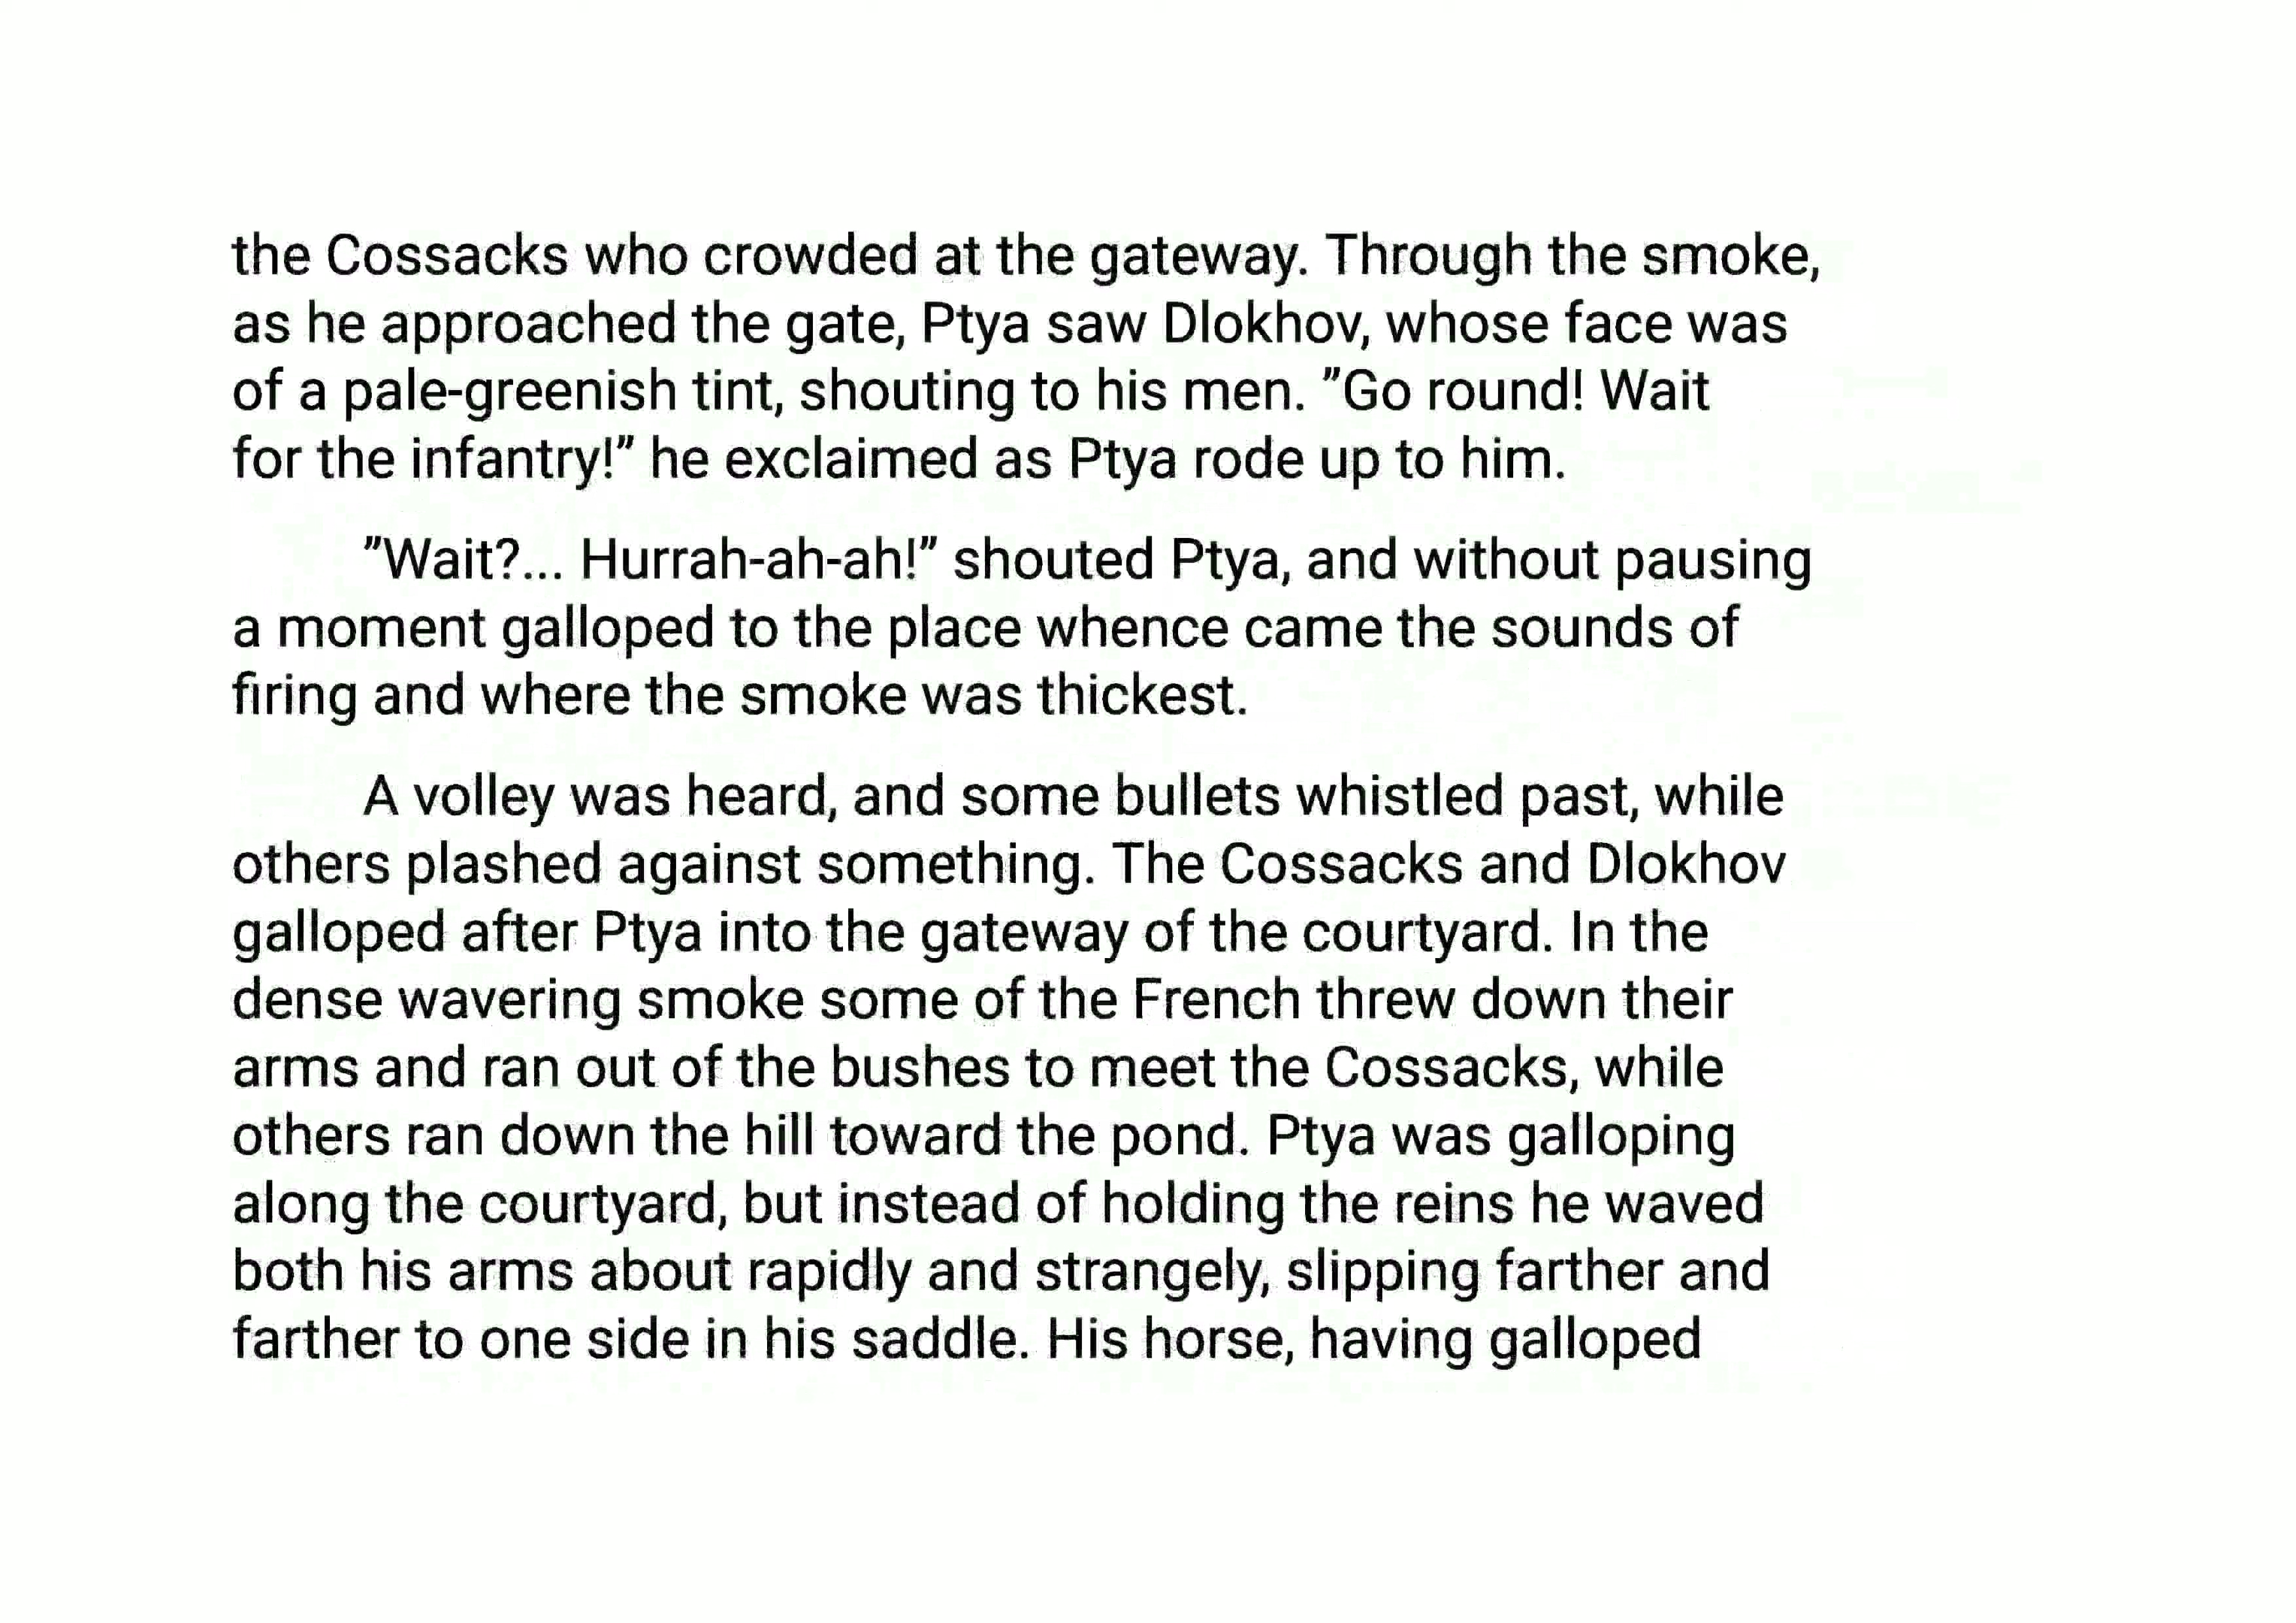 the Cossacks who crowded at the gateway. Through the smoke,
as he approached the gate, Ptya saw Dlokhov, whose face was
of a pale-greenish tint, shouting to his men. ”Go round! Wait
for the infantry!” he exclaimed as Ptya rode up to him.
”Wait?... Hurrah-ah-ah!” shouted Ptya, and without pausing
a moment galloped to the place whence came the sounds of
firing and where the smoke was thickest.
A volley was heard, and some bullets whistled past, while
others plashed against something. The Cossacks and Dlokhov
galloped after Ptya into the gateway of the courtyard. In the
dense wavering smoke some of the French threw down their
arms and ran out of the bushes to meet the Cossacks, while
others ran down the hill toward the pond. Ptya was galloping
along the courtyard, but instead of holding the reins he waved
both his arms about rapidly and strangely, slipping farther and
farther to one side in his saddle. His horse, having galloped